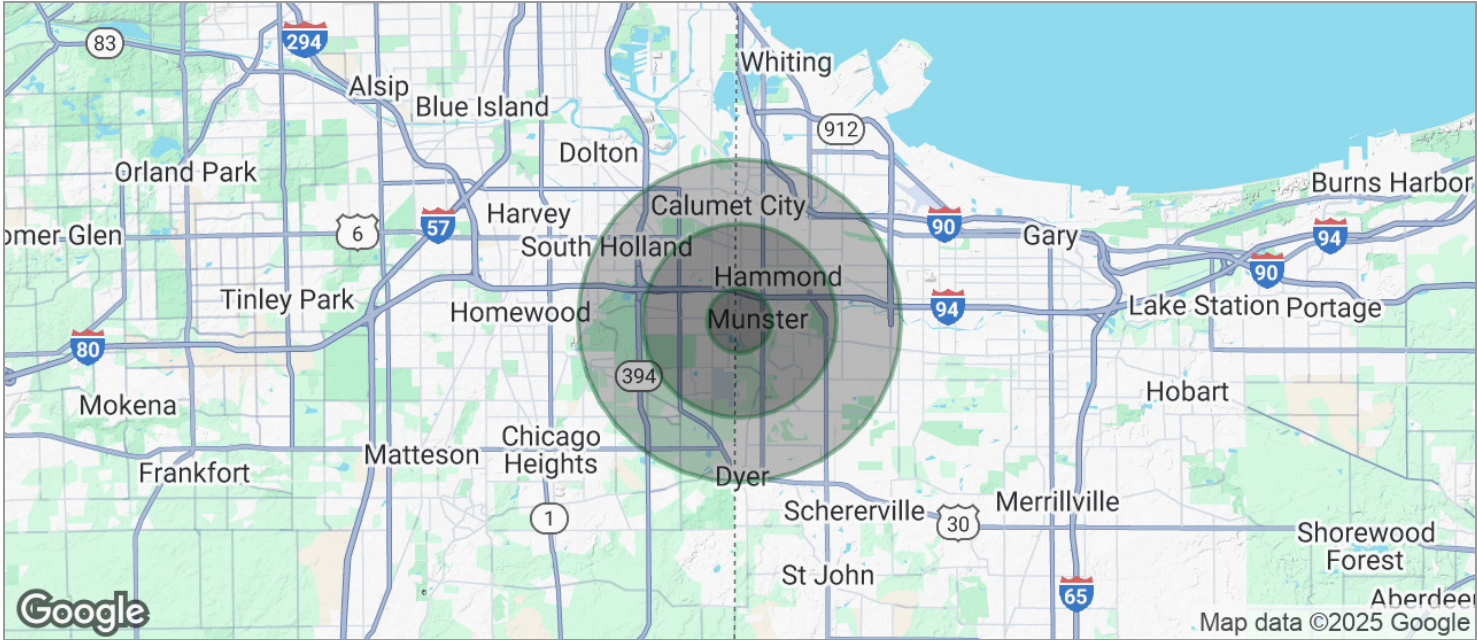 83
294
Alsip
Whiting
Blue Island
912
Dolton
Orland Park
Burns Harbor
Calumet City
Harvey
6
57
90
omer Glen
South Holland
Gary
94
90
Hammond
Tinley Park
Homewood
Munster
94
Lake Station
Portage
80
394
Hobart
Mokena
Chicago
Heights
Matteson
Frankfort
Dyer
1
Schererville
30
Merrillville
Shorewood
Forest
St John
65
Aberdeen
Google
Map data ©2025 Google